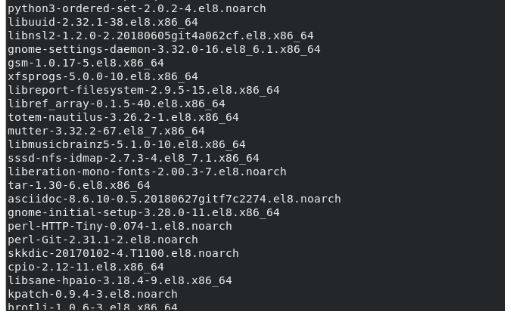 python3-ordered-set-2.0.2-4.el8.noarch
libuuid-2.32.1-38.el8.x86_64
libnsl2-1.2.0-2.20180605git4a062cf.el8.x86_64
gnome-settings-daemon-3.32.0-16.el8_6.1.x86_64
gsm-1.0.17-5.el8.x86_64
xfsprogs-5.0.0-10.el8.x86_64
libreport-filesystem-2.9.5-15.el8.x86_64
libref_array-0.1.5-40.el8.x86_64
totem-nautilus-3.26.2-1.el8.x86_64
mutter-3.32.2-67.el8_7.x86_64
libmusicbrainz5-5.1.0-10.el8.x86_64
sssd-nfs-idmap-2.7.3-4.el8_7.1.x86_64
liberation-mono-fonts-2.00.3-7.el8.noarch
tar-1.30-6.el8.x86_64
asciidoc-8.6.10-0.5.20180627gitf7c2274.el8.noarch
gnome-initial-setup-3.28.0-11.el8.x86_64
perl-HTTP-Tiny-0.074-1.el8.noarch
perl-Git-2.31.1-2.el8.noarch
skkdic-20170102-4.T1100.el8.noarch
cpio-2.12-11.el8.x86_64
libsane-hpaio-3.18.4-9.el8.x86_64
kpatch-0.9.4-3.el8.noarch
brotli-1.0.6-3.el8.x86_64